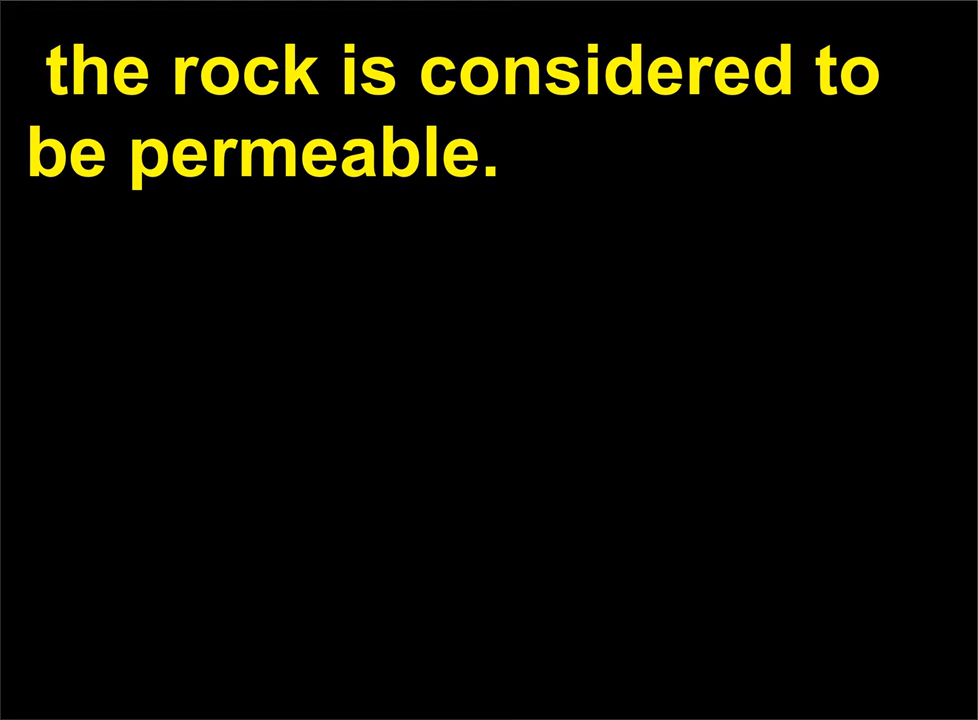 the rock is considered to
be permeable.